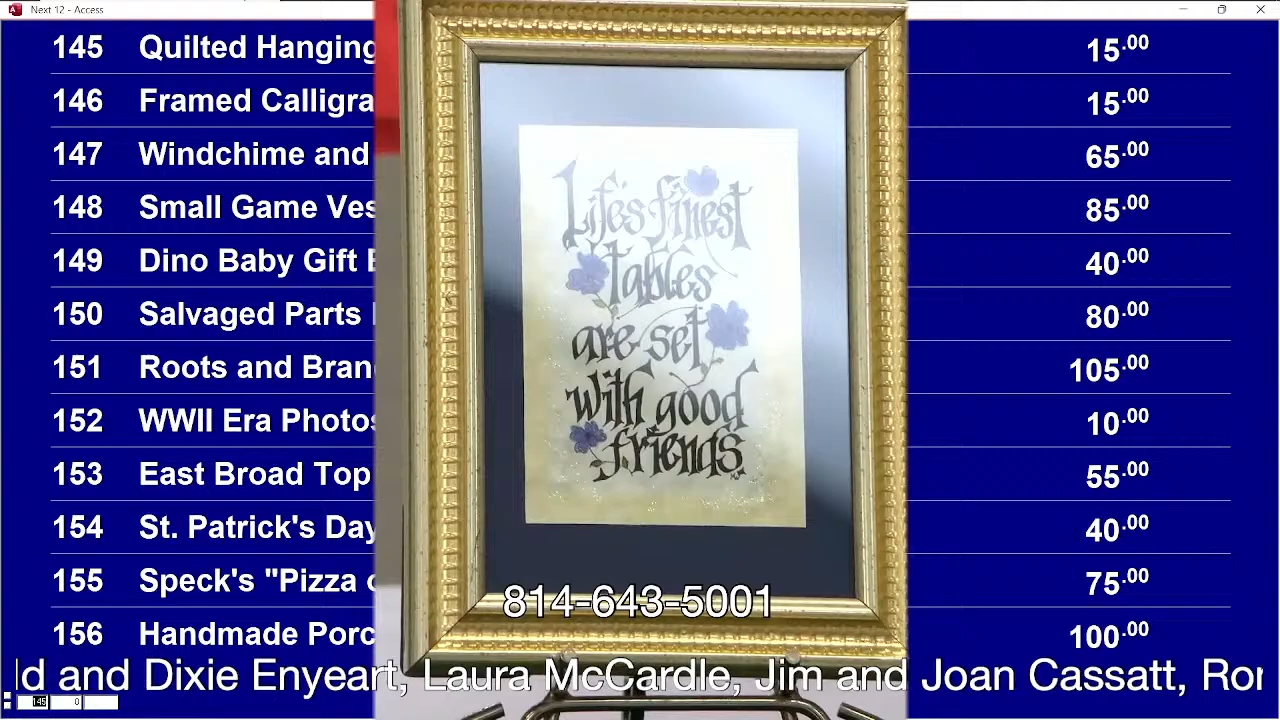 Next 12 - Access
145 Quilted Hanging 15.00
146 Framed Calligra 15.00
147 Windchime and 65.00
148 Small Game Ves 85.00
149 Dino Baby Gift 40.00
150 Salvaged Parts 80.00
151 Roots and Bran 105.00
152 WWII Era Photos 10.00
153 East Broad Top 55.00
154 St. Patrick's Day 40.00
155 Speck's "Pizza 75.00
156 Handmade Porc 100.00
Life's finest
tables
are set
with good
friends.
814-643-5001
ld and Dixie Enyeart, Laura McCardle, Jim and Joan Cassatt, Ror
145 0